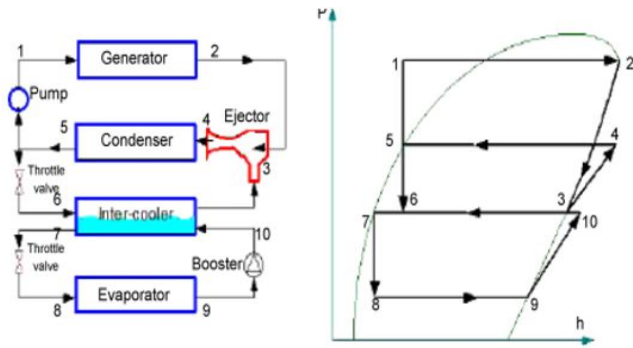 1
Generator
2
Pump
Ejector
5
Condenser
4
3
Throttle
valve
6
Inter-cooler
7
10
Throttle
valve
Booster
8
Evaporator
9
P
1
2
5
4
7
6
3
10
8
9
h